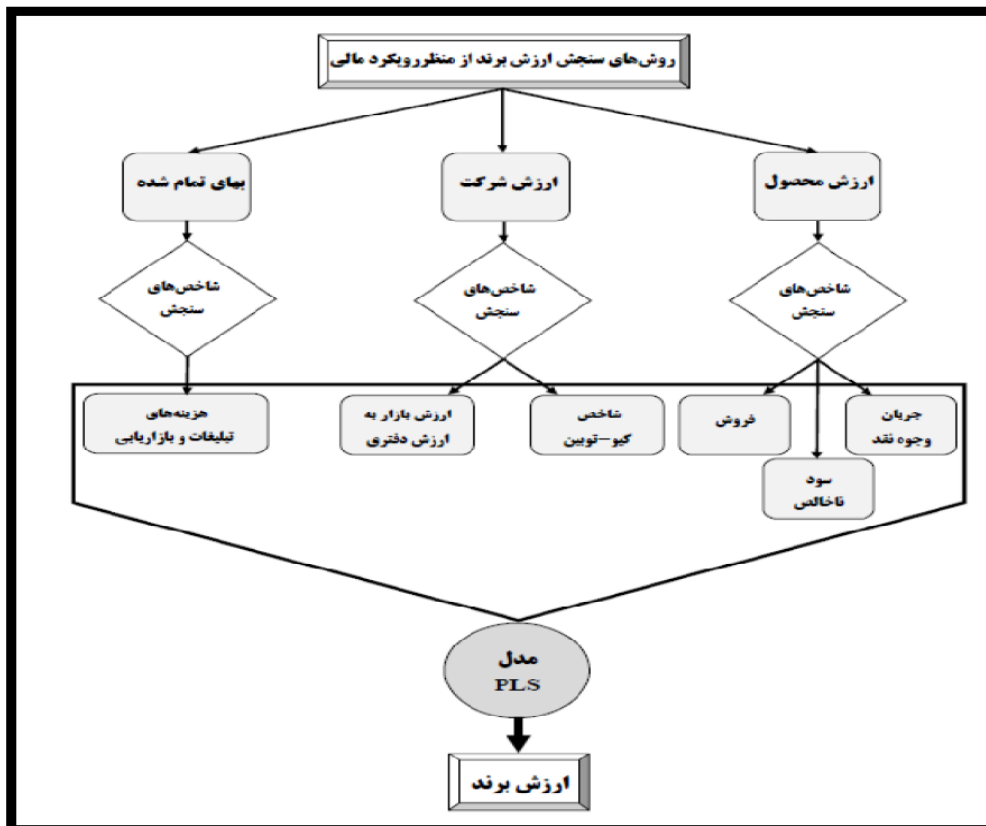 روش‌های سنجش ارزش برند از منظررویکرد مالی
ارزش محصول
ارزش شرکت
بهای تمام شده
شاخص‌های
سنجش
شاخص‌های
سنجش
شاخص‌های
سنجش
جریان
وجوه نقد
سود
ناخالص
فروش
شاخص
کیو–توبین
ارزش بازار به
ارزش دفتری
هزینه‌های
تبلیغات و بازاریابی
مدل
PLS
ارزش برند